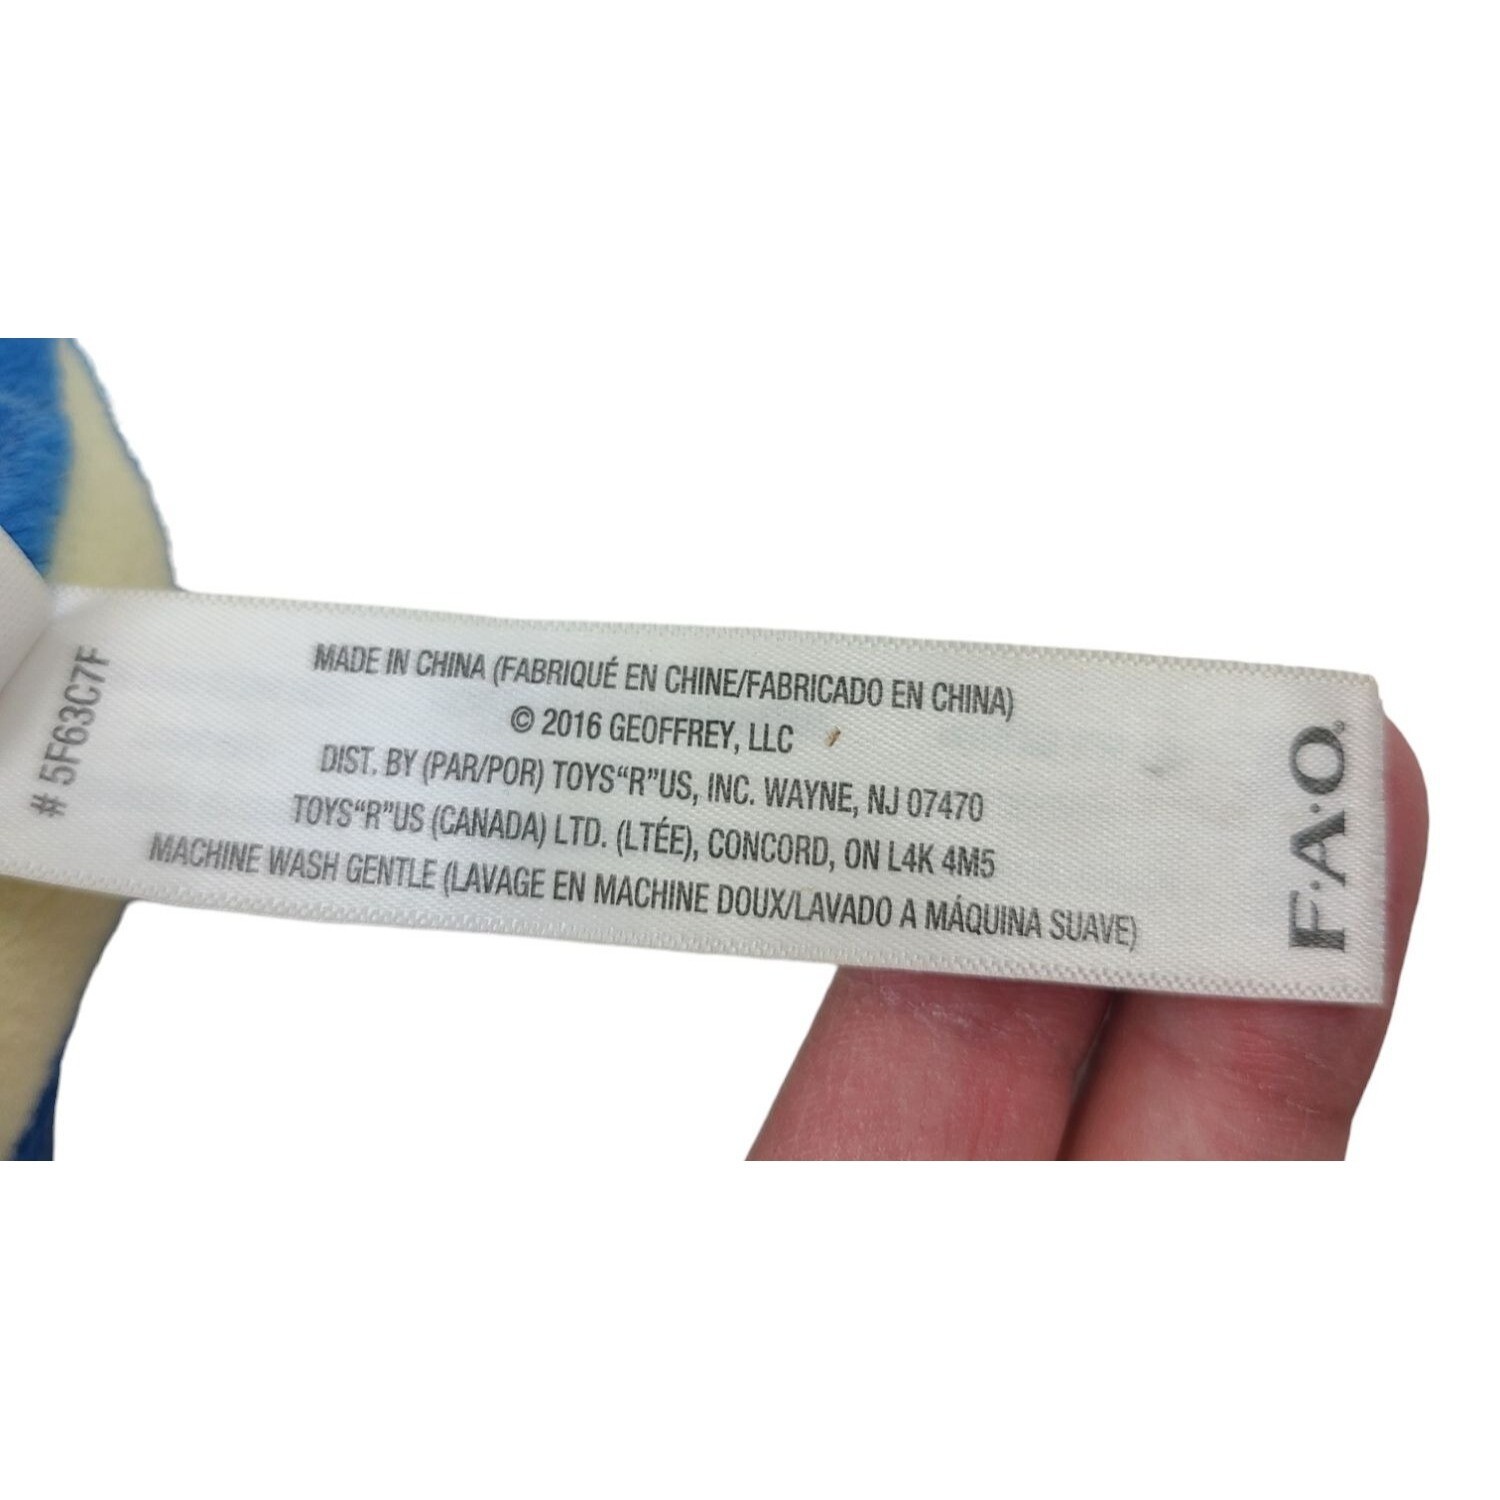 # 5F63C7F
MADE IN CHINA (FABRIQUÉ EN CHINE/FABRICADO EN CHINA)
© 2016 GEOFFREY, LLC
DIST. BY (PAR/POR) TOYS“R”US, INC. WAYNE, NJ 07470
TOYS“R”US (CANADA) LTD. (LTÉE), CONCORD, ON L4K 4M5
MACHINE WASH GENTLE (LAVAGE EN MACHINE DOUX/LAVADO A MÁQUINA SUAVE)
F·A·O®